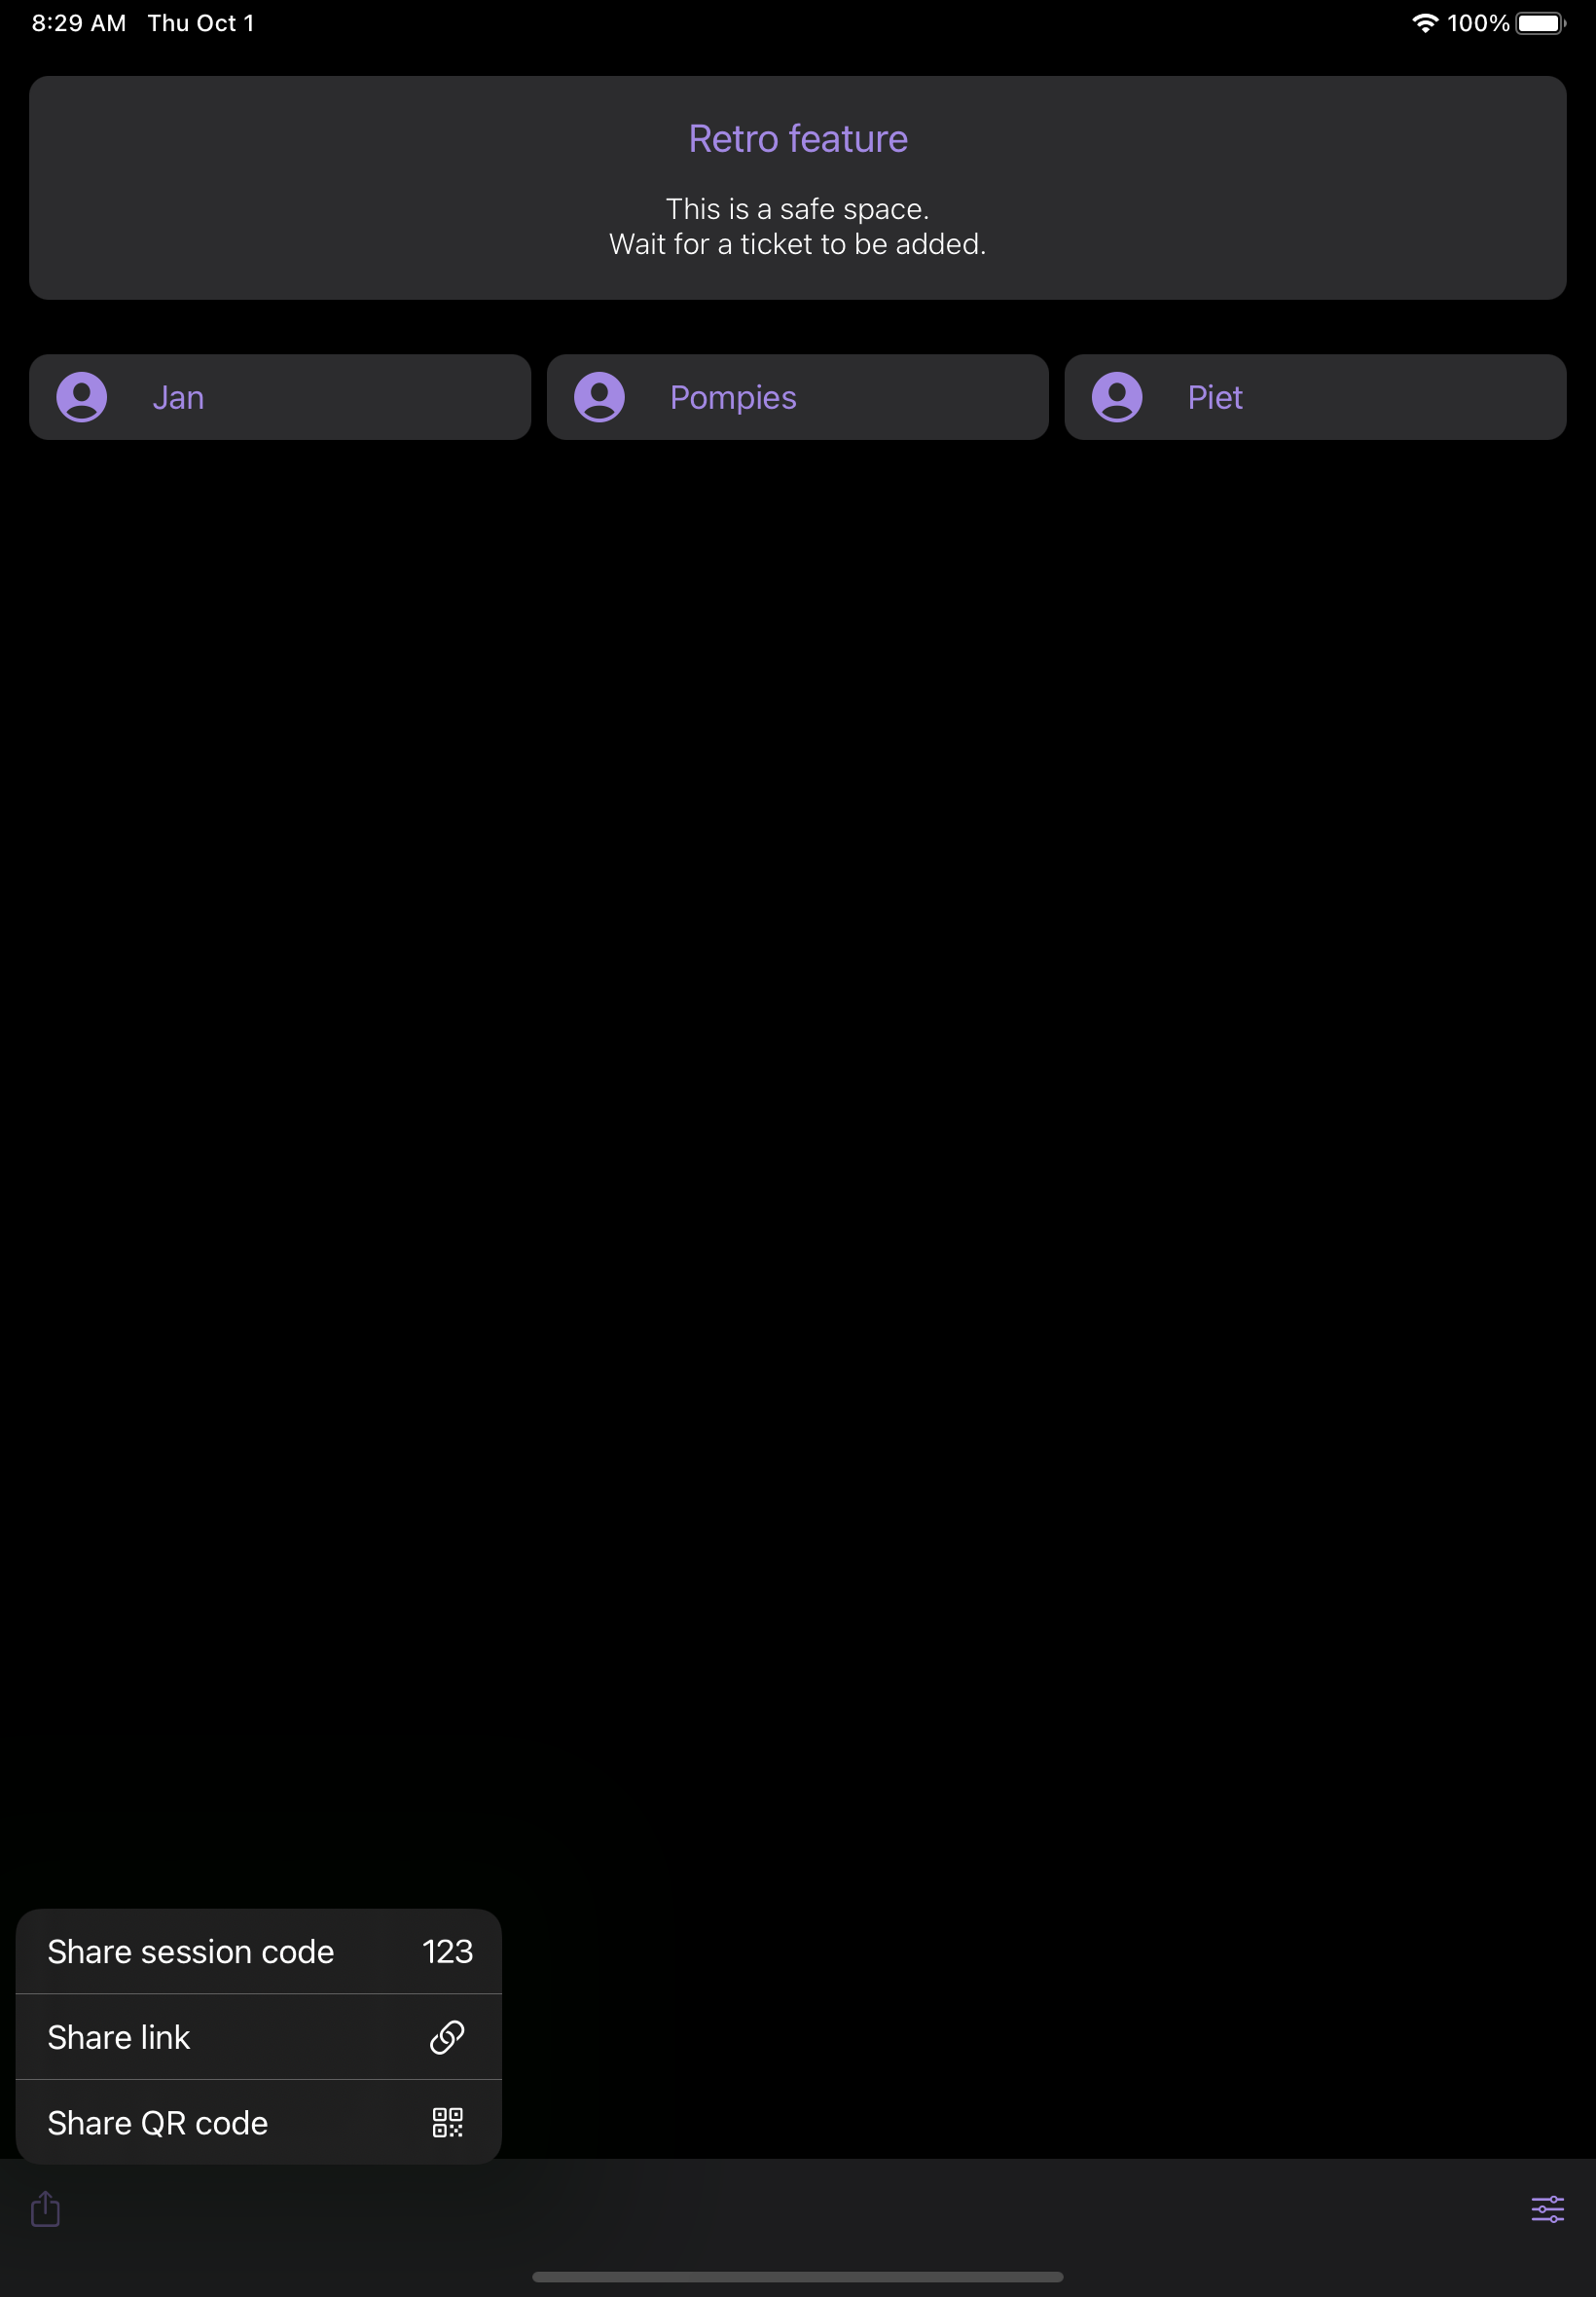 8:29 AM Thu Oct 1 100%
Retro feature
This is a safe space.
Wait for a ticket to be added.
Jan Pompies Piet
Share session code 123
Share link
Share QR code